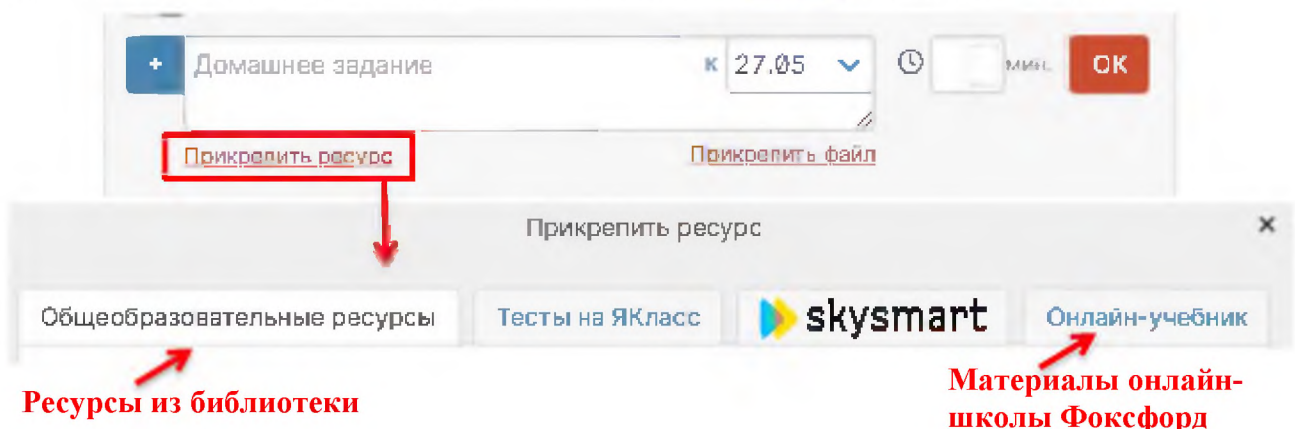 + Домашнее задание к 27.05 мин. ОК
Прикрепить ресурс Прикрепить файл
Прикрепить ресурс ×
Общеобразовательные ресурсы Тесты на ЯКласс skysmart Онлайн-учебник
Ресурсы из библиотеки
Материалы онлайн-
школы Фоксфорд